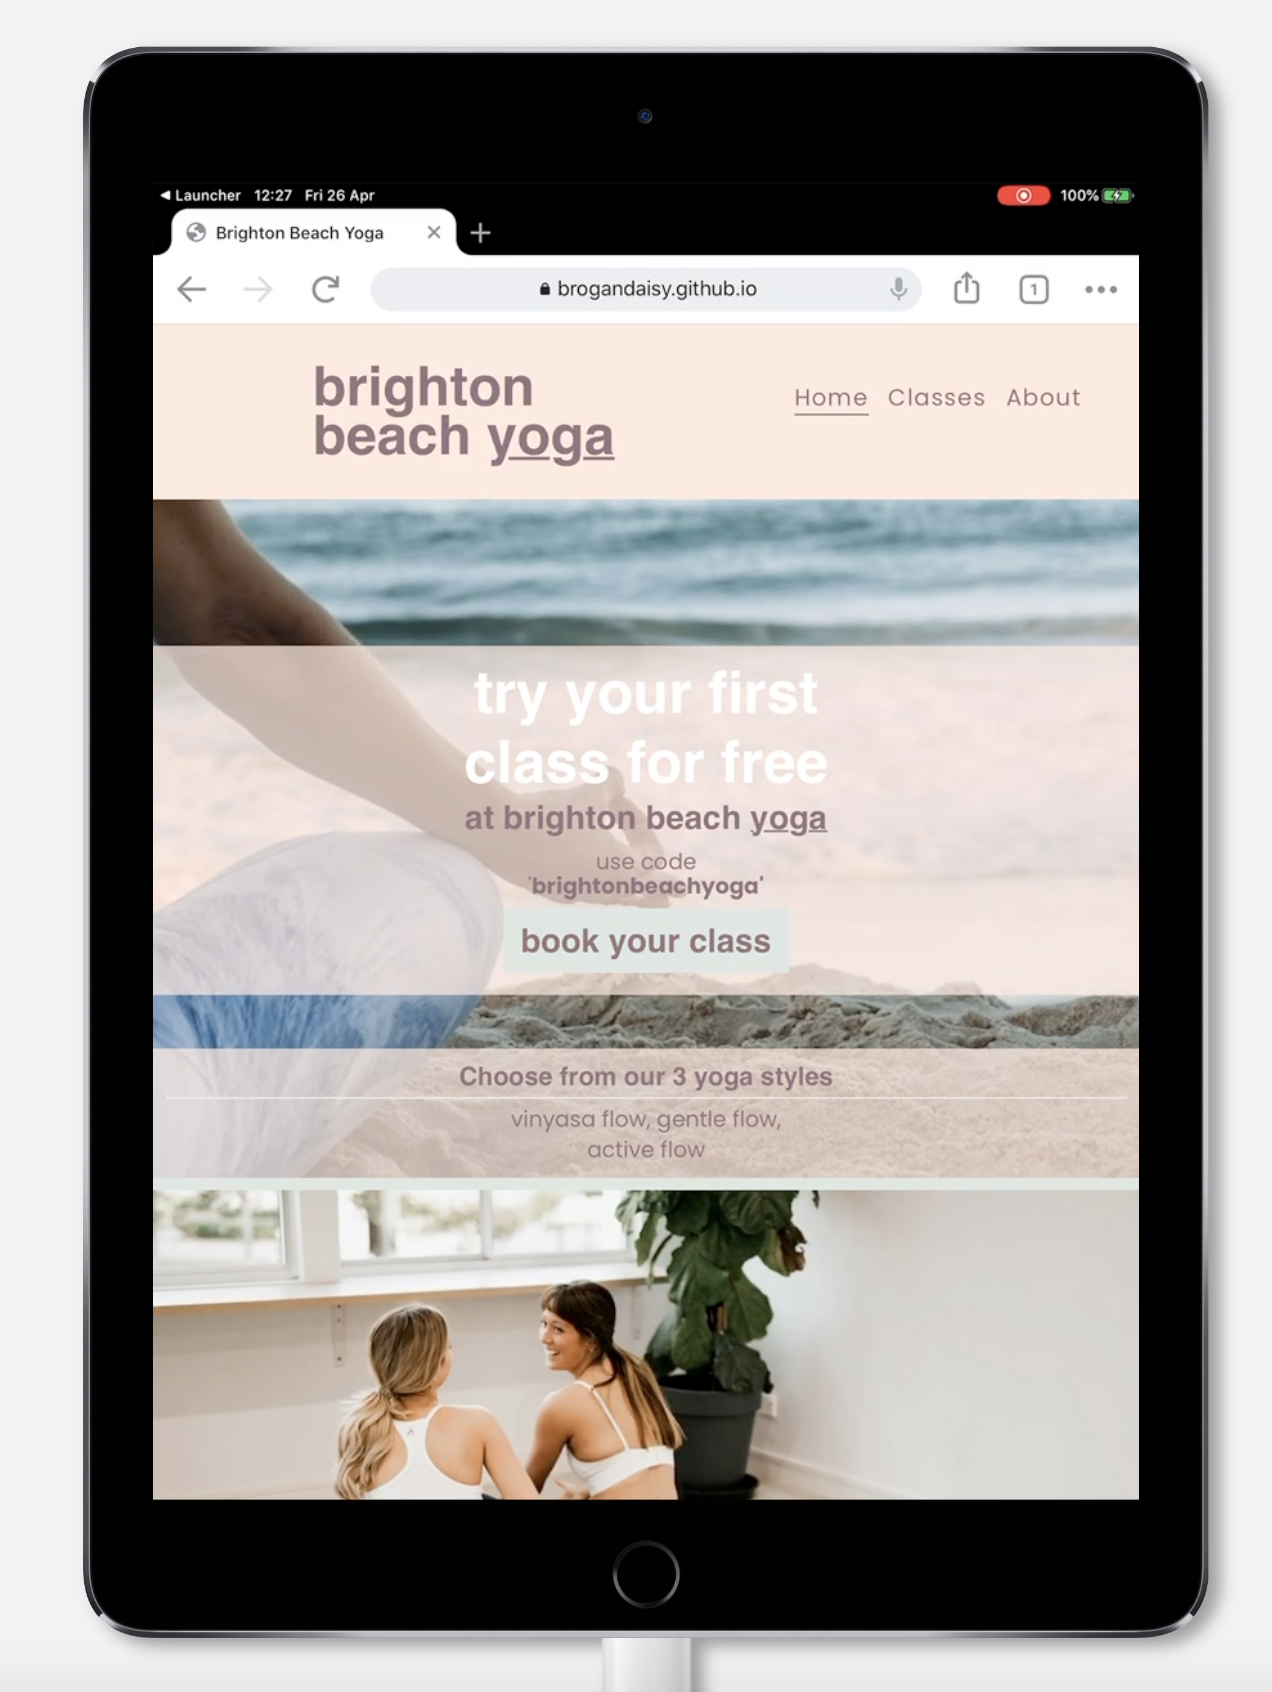 Launcher 12:27 Fri 26 Apr 100%
Brighton Beach Yoga
brogandaisy.github.io 1
brighton
beach yoga
Home Classes About
try your first
class for free
at brighton beach yoga
use code
'brightonbeachyoga'
book your class
Choose from our 3 yoga styles
vinyasa flow, gentle flow,
active flow